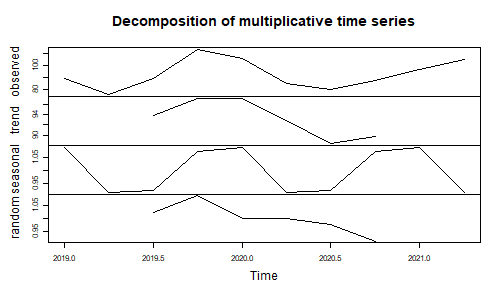 Decomposition of multiplicative time series
observed
80
100
trend
90
94
seasonal
0.95
1.05
random
0.95
1.05
2019.0
2019.5
2020.0
2020.5
2021.0
Time